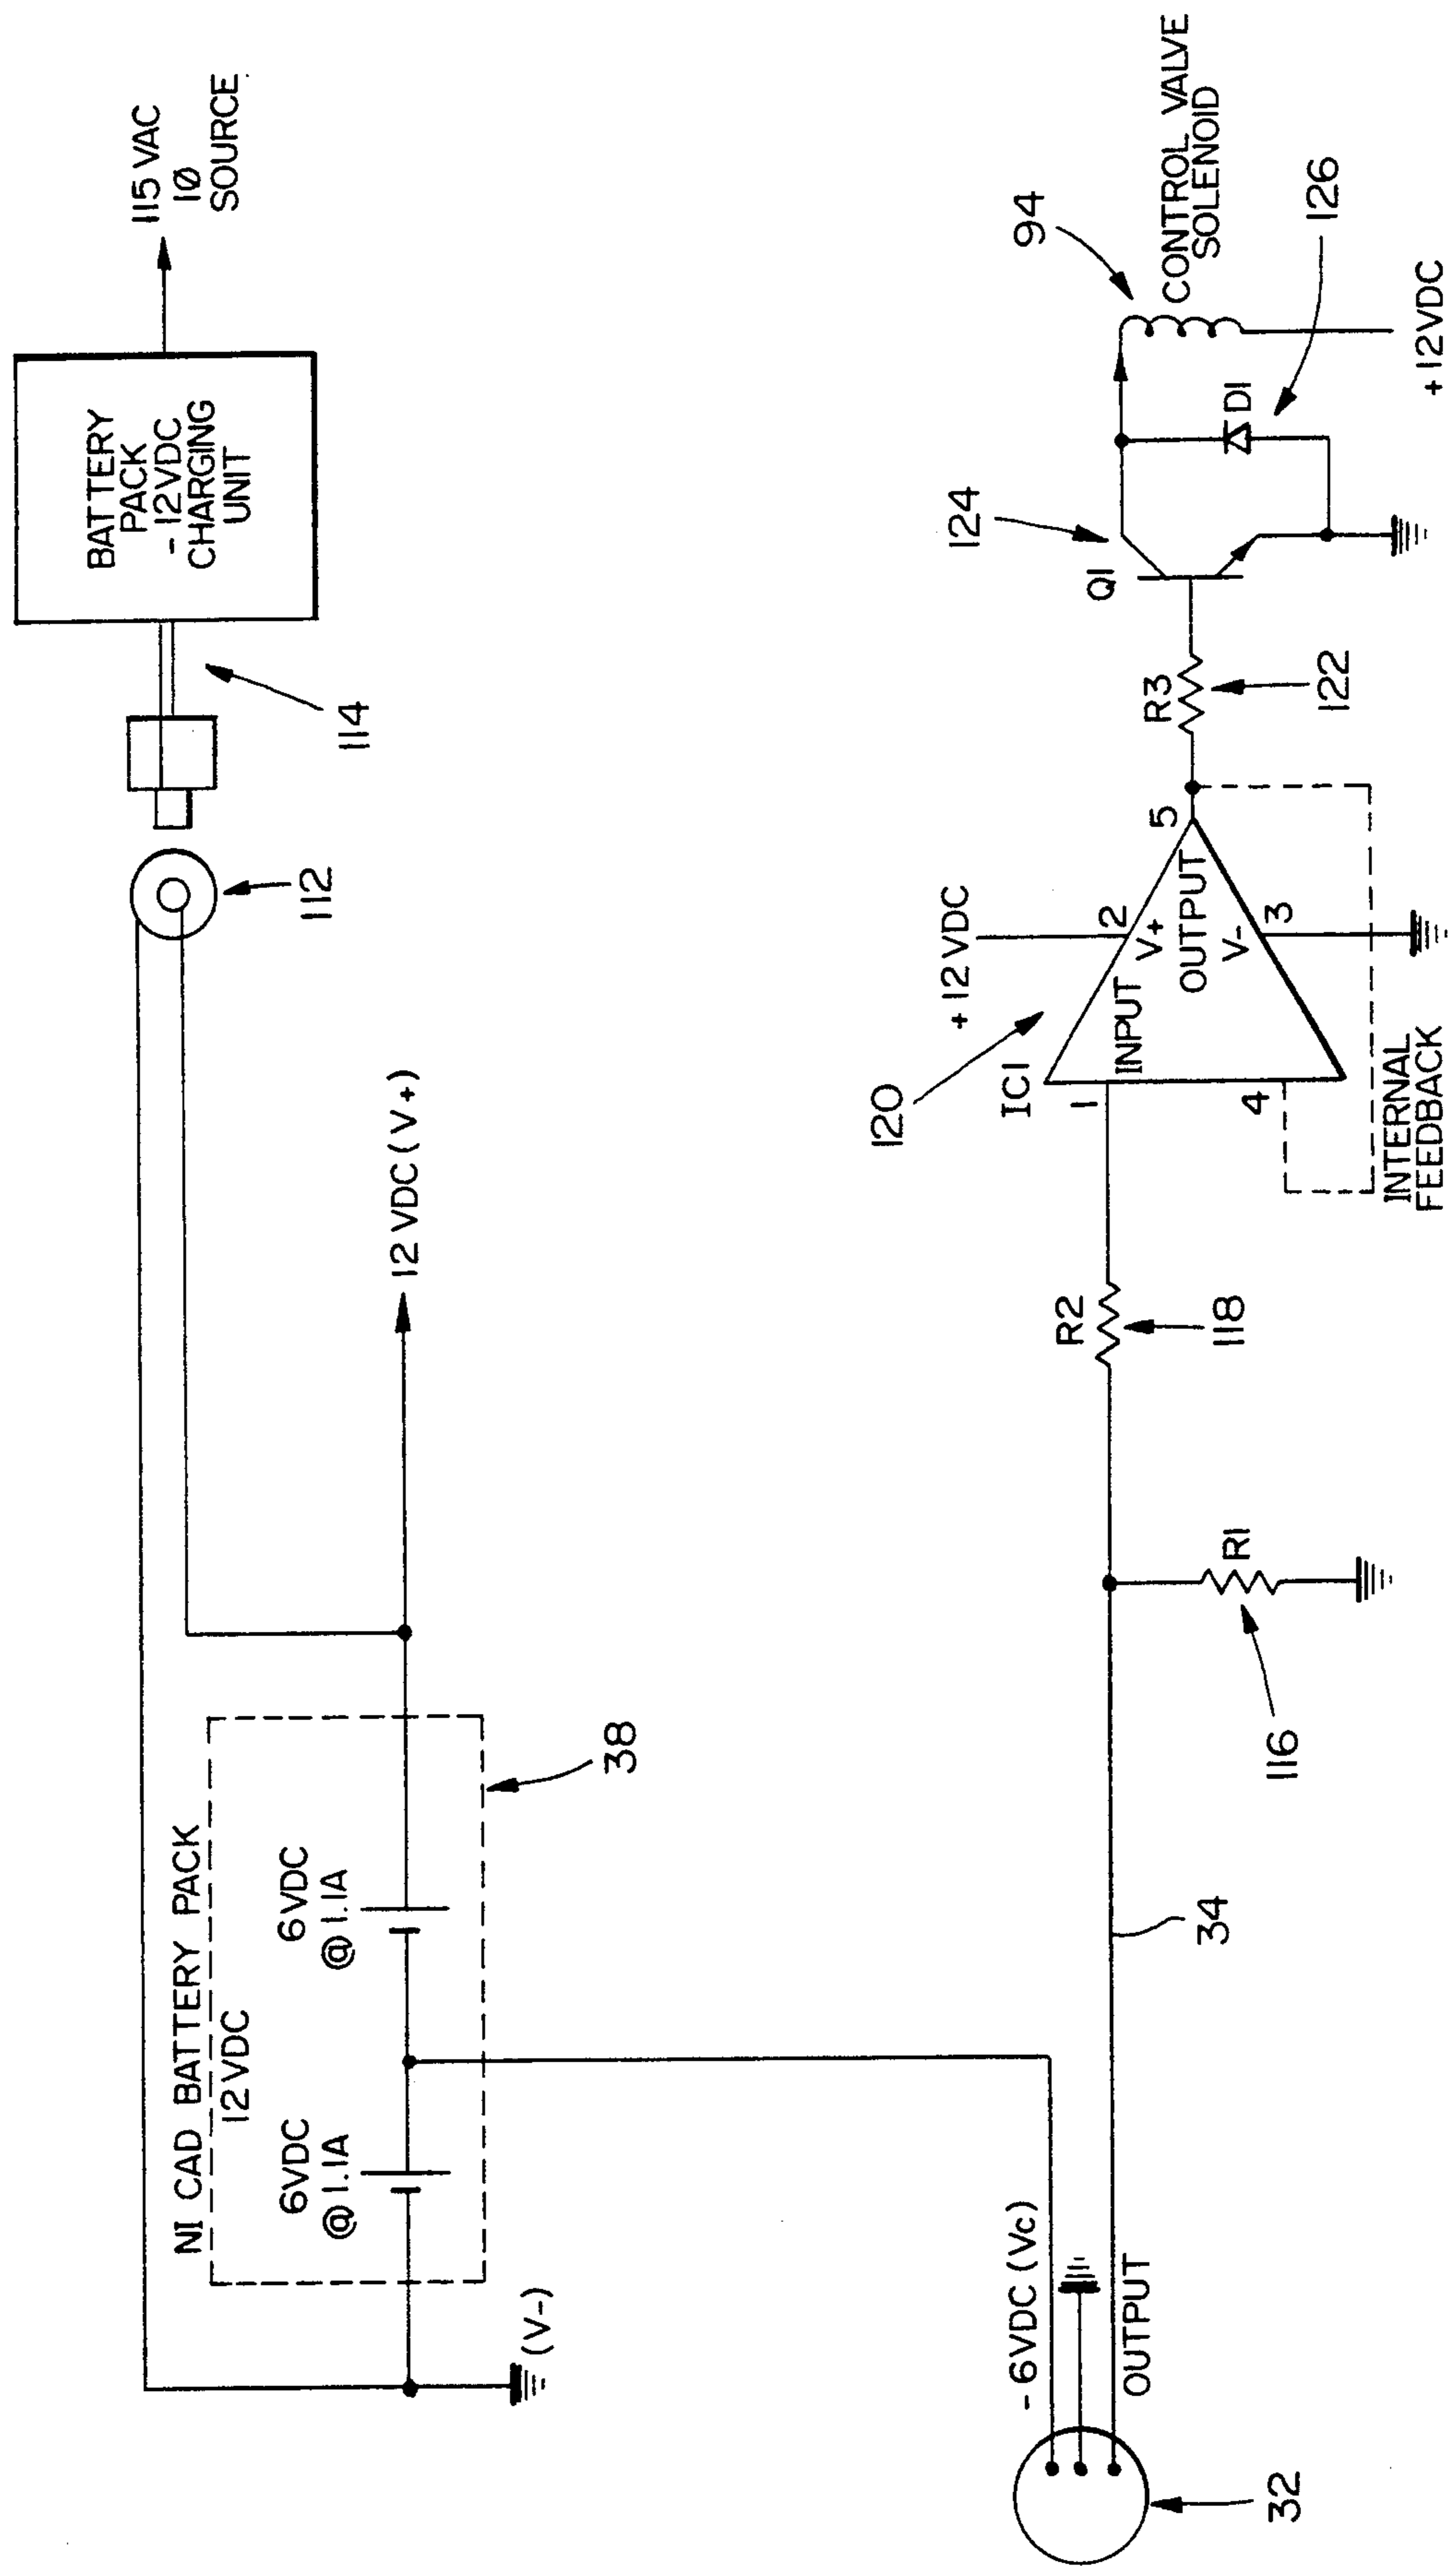 115 VAC
1Ø
SOURCE
BATTERY
PACK
-12VDC
CHARGING
UNIT
114
112
12 VDC (V+)
NI CAD BATTERY PACK
12VDC
6VDC
@ 1.1A
6VDC
@ 1.1A
38
(V-)
-6VDC (Vc)
OUTPUT
32
34
R1
116
R2
118
IC1
120
+12VDC
1
INPUT
2
V+
OUTPUT
V-
3
4
5
INTERNAL
FEEDBACK
R3
122
Q1
124
D1
126
94
CONTROL VALVE
SOLENOID
+12VDC